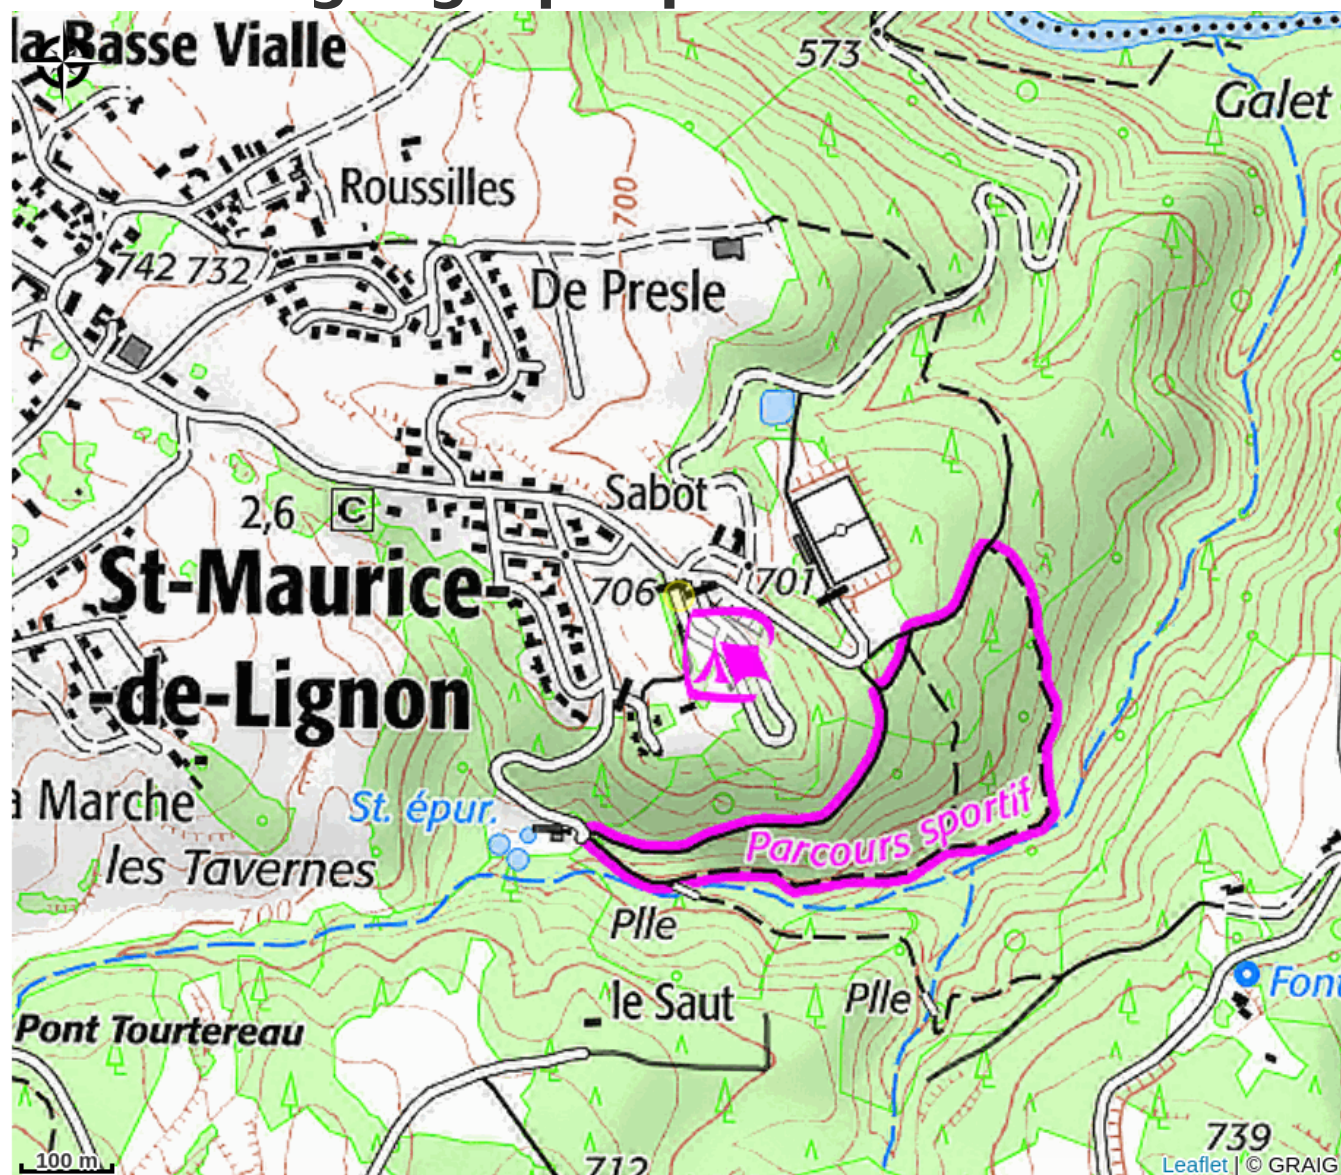 la Basse Vialle
573
Galet
Roussilles
700
742 732
De Presle
Sabot
2,6 C
St-Maurice-
-de-Lignon
706
701
a Marche
St. épur.
Parcours sportif
les Tavernes
700
Plle
le Saut
Plle
Font
Pont Tourtereau
739
712
100 m
Leaflet | © GRAIG